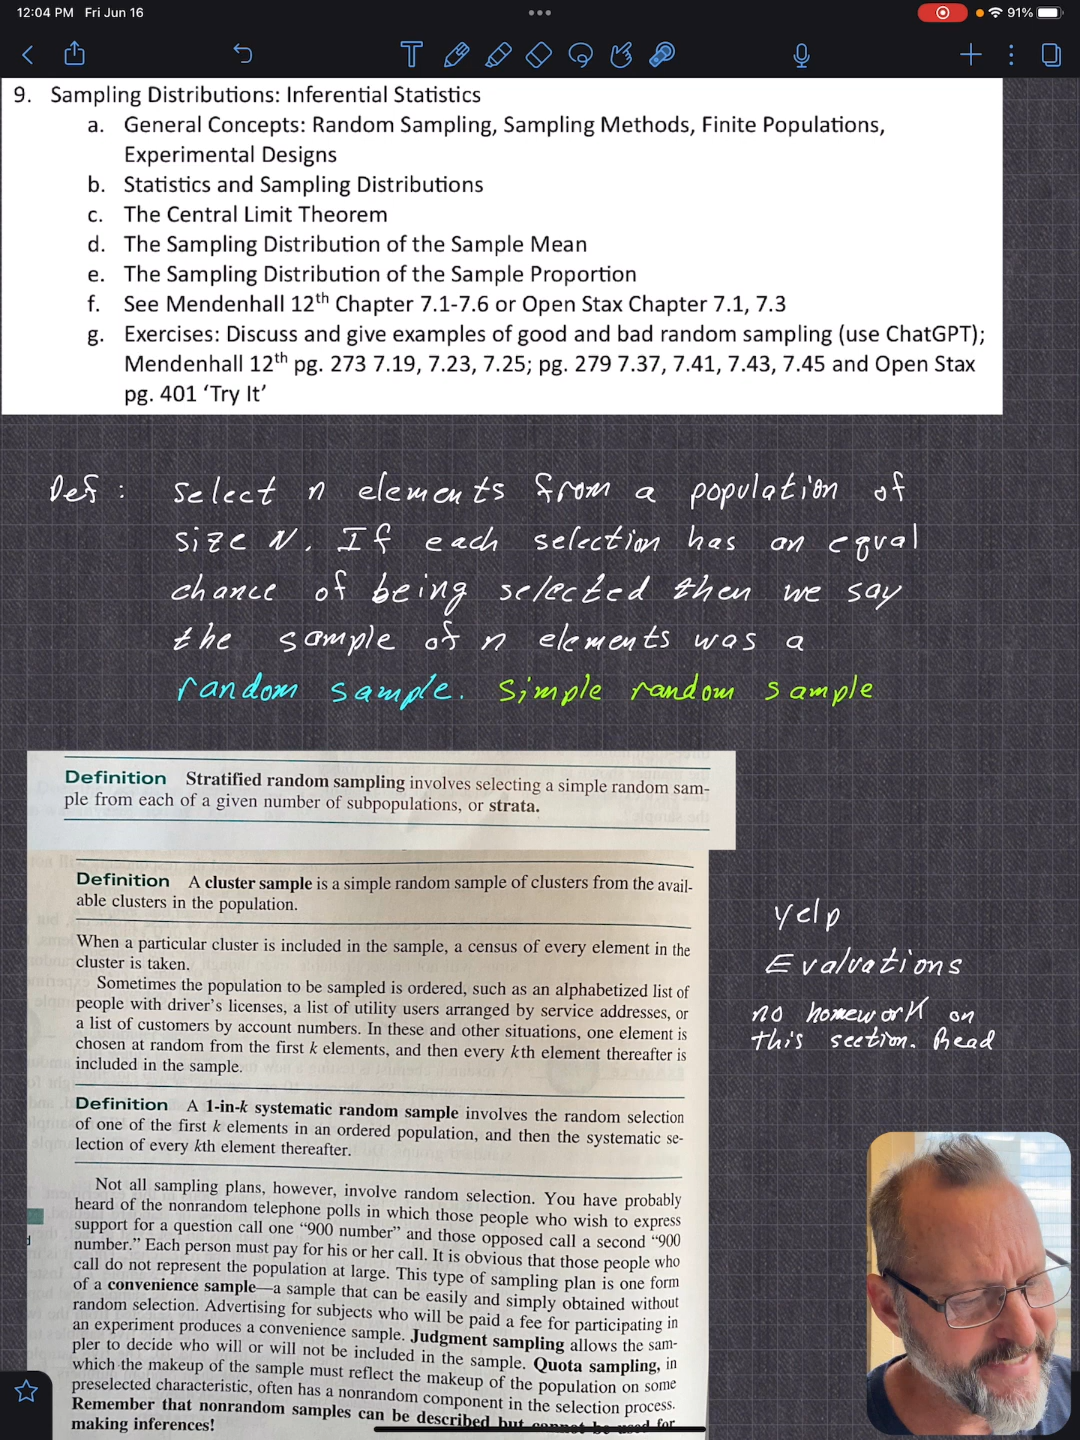 12:04 PM Fri Jun 16
91%
9. Sampling Distributions: Inferential Statistics
a. General Concepts: Random Sampling, Sampling Methods, Finite Populations,
Experimental Designs
b. Statistics and Sampling Distributions
c. The Central Limit Theorem
d. The Sampling Distribution of the Sample Mean
e. The Sampling Distribution of the Sample Proportion
f. See Mendenhall 12th Chapter 7.1-7.6 or Open Stax Chapter 7.1, 7.3
g. Exercises: Discuss and give examples of good and bad random sampling (use ChatGPT);
Mendenhall 12th pg. 273 7.19, 7.23, 7.25; pg. 279 7.37, 7.41, 7.43, 7.45 and Open Stax
pg. 401 ‘Try It’
Def: Select n elements from a population of
size N. If each selection has an equal
chance of being selected then we say
the sample of n elements was a
random sample. Simple random sample
Definition Stratified random sampling involves selecting a simple random sam-
ple from each of a given number of subpopulations, or strata.
Definition A cluster sample is a simple random sample of clusters from the avail-
able clusters in the population.
When a particular cluster is included in the sample, a census of every element in the
cluster is taken.
Sometimes the population to be sampled is ordered, such as an alphabetized list of
people with driver's licenses, a list of utility users arranged by service addresses, or
a list of customers by account numbers. In these and other situations, one element is
chosen at random from the first k elements, and then every kth element thereafter is
included in the sample.
Yelp
Evaluations
no homework on
this section. Read
Definition A 1-in-k systematic random sample involves the random selection
of one of the first k elements in an ordered population, and then the systematic se-
lection of every kth element thereafter.
Not all sampling plans, however, involve random selection. You have probably
heard of the nonrandom telephone polls in which those people who wish to express
support for a question call one “900 number” and those opposed call a second “900
number.” Each person must pay for his or her call. It is obvious that those people who
call do not represent the population at large. This type of sampling plan is one form
of a convenience sample—a sample that can be easily and simply obtained without
random selection. Advertising for subjects who will be paid a fee for participating in
an experiment produces a convenience sample. Judgment sampling allows the sam-
pler to decide who will or will not be included in the sample. Quota sampling, in
which the makeup of the sample must reflect the makeup of the population on some
preselected characteristic, often has a nonrandom component in the selection process.
Remember that nonrandom samples can be described but cannot be used for
making inferences!